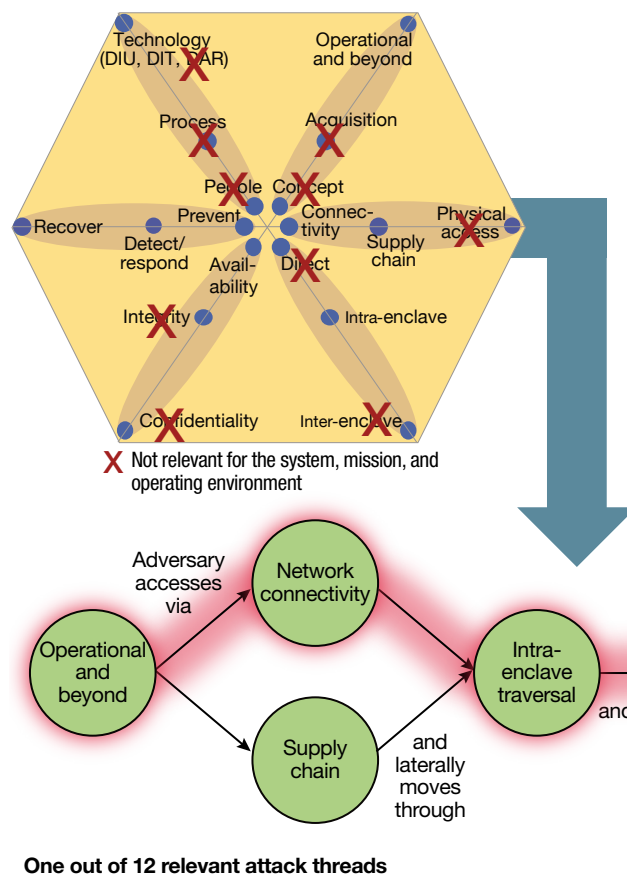 Technology
(DIU, DIT, DAR)
Operational
and beyond
Process
Acquisition
People
Concept
Recover
Detect/
respond
Prevent
Connec-
tivity
Supply
chain
Physical
access
Avail-
ability
Direct
Integrity
Intra-enclave
Confidentiality
Inter-enclave
X Not relevant for the system, mission, and
operating environment
Adversary
accesses
via
Network
connectivity
Operational
and
beyond
Intra-
enclave
traversal
and
Supply
chain
and
laterally
moves
through
One out of 12 relevant attack threads